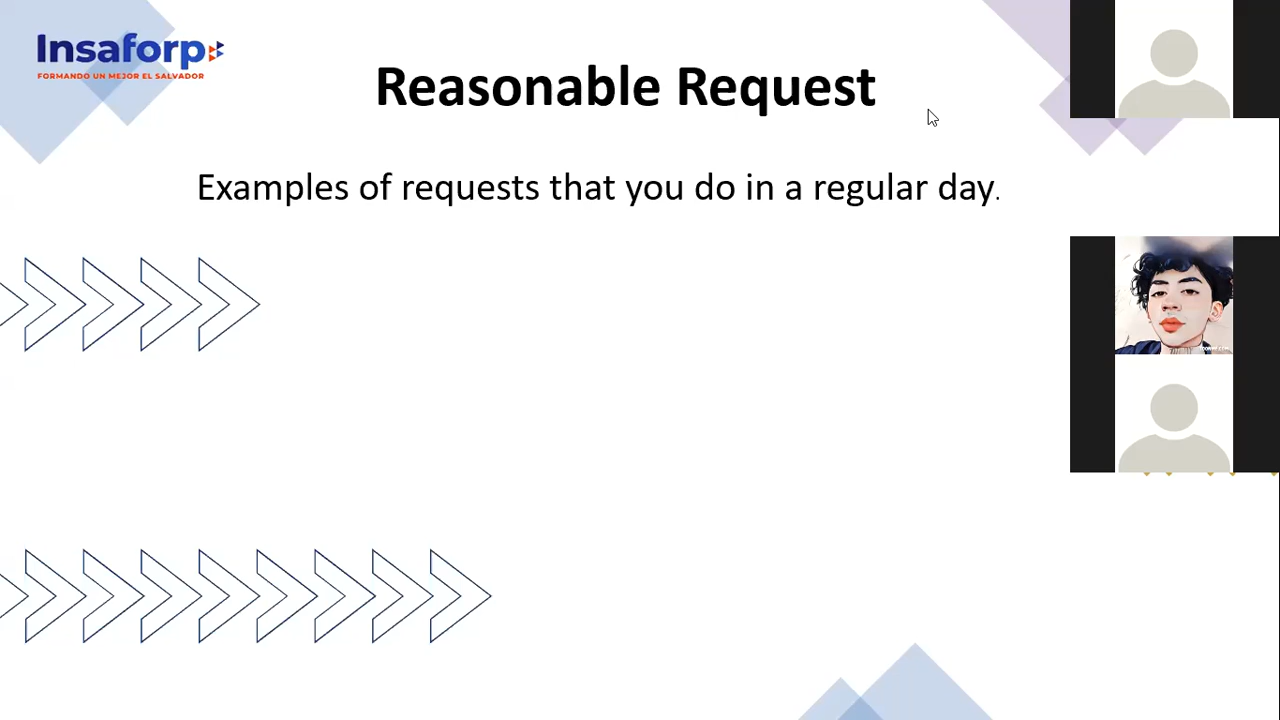 Insaforp
FORMANDO UN MEJOR EL SALVADOR
Reasonable Request
Examples of requests that you do in a regular day.